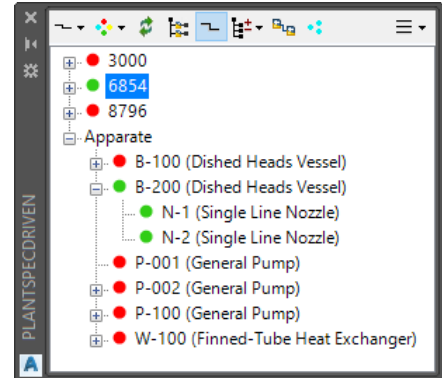 3000
6854
8796
Apparate
B-100 (Dished Heads Vessel)
B-200 (Dished Heads Vessel)
N-1 (Single Line Nozzle)
N-2 (Single Line Nozzle)
P-001 (General Pump)
P-002 (General Pump)
P-100 (General Pump)
W-100 (Finned-Tube Heat Exchanger)
PLANTSPECDRIVEN
A